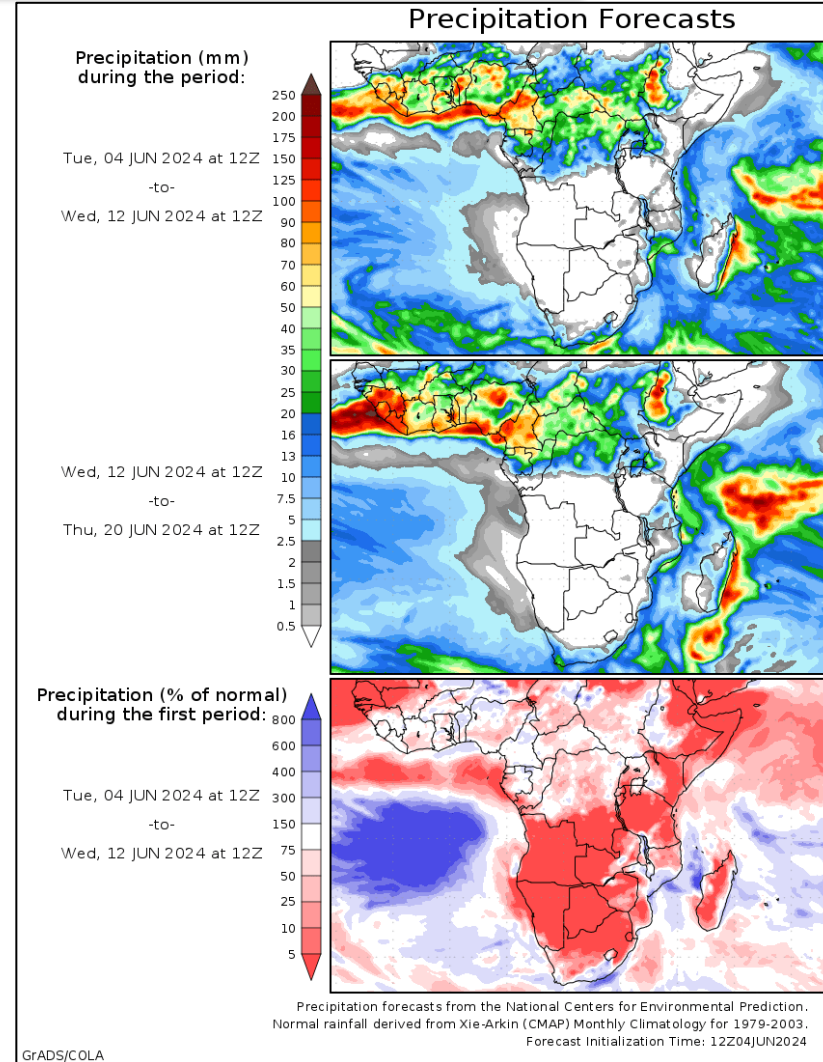 Precipitation Forecasts
Precipitation (mm)
during the period:
Tue, 04 JUN 2024 at 12Z
-to-
Wed, 12 JUN 2024 at 12Z
250
200
175
150
125
100
90
80
70
60
50
40
35
30
25
20
16
13
10
7.5
5
2.5
2
1.5
1
0.5
Wed, 12 JUN 2024 at 12Z
-to-
Thu, 20 JUN 2024 at 12Z
Precipitation (% of normal)
during the first period:
Tue, 04 JUN 2024 at 12Z
-to-
Wed, 12 JUN 2024 at 12Z
800
600
400
300
150
75
50
25
10
5
Precipitation forecasts from the National Centers for Environmental Prediction.
Normal rainfall derived from Xie-Arkin (CMAP) Monthly Climatology for 1979-2003.
Forecast Initialization Time: 12Z04JUN2024
GrADS/COLA